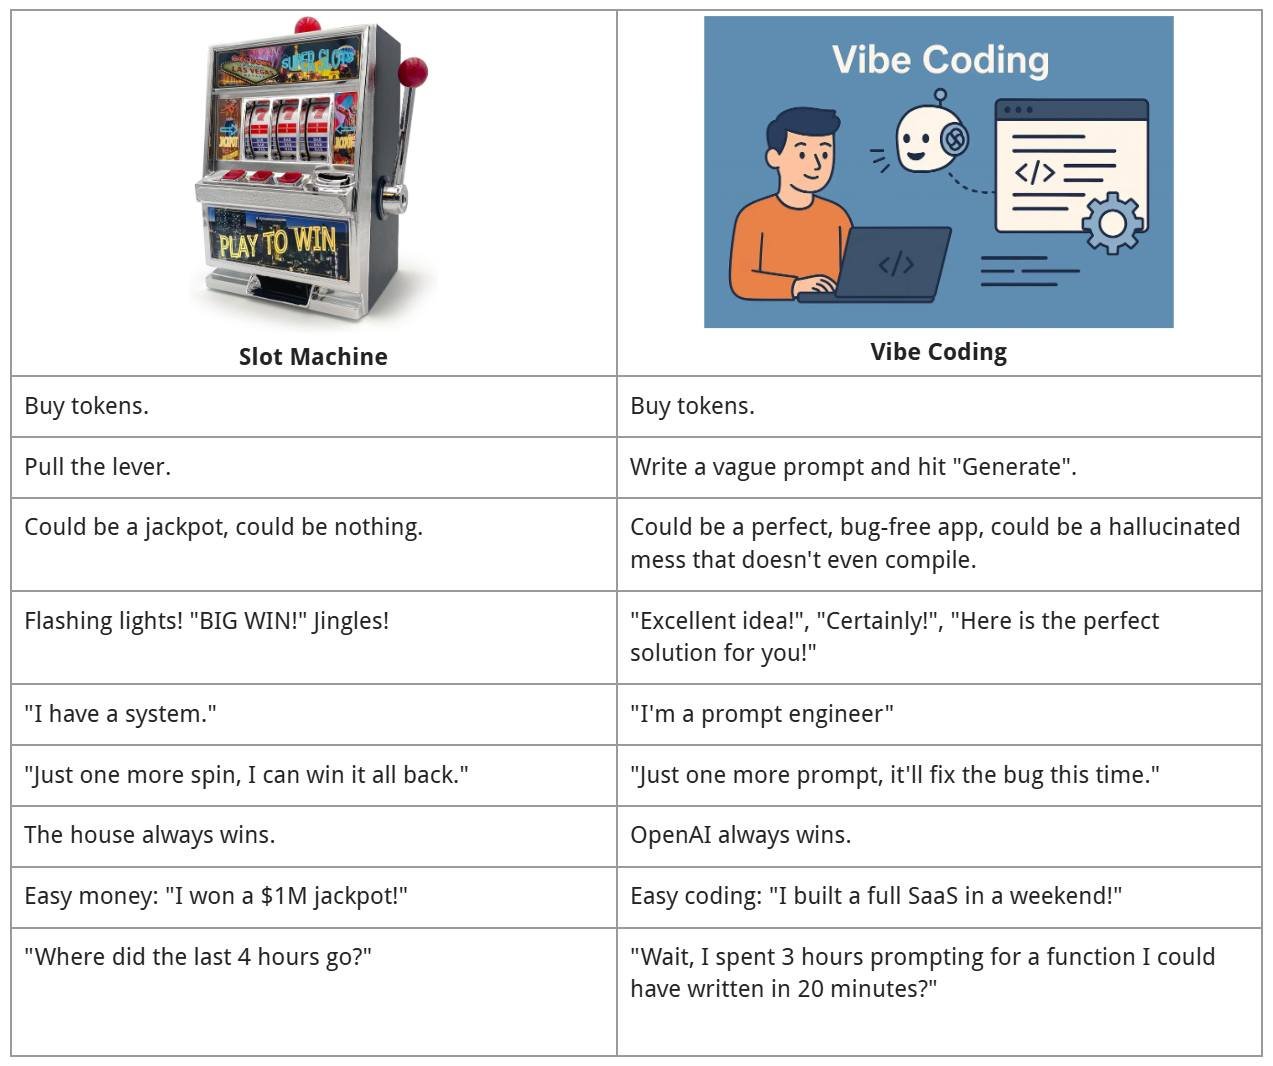 LAS VEGAS
SUPER SLOTS
JACKPOT
PLAY TO WIN
Slot Machine
Vibe Coding
</>
</>
Vibe Coding
Buy tokens.
Buy tokens.
Pull the lever.
Write a vague prompt and hit "Generate".
Could be a jackpot, could be nothing.
Could be a perfect, bug-free app, could be a hallucinated
mess that doesn't even compile.
Flashing lights! "BIG WIN!" Jingles!
"Excellent idea!", "Certainly!", "Here is the perfect
solution for you!"
"I have a system."
"I'm a prompt engineer"
"Just one more spin, I can win it all back."
"Just one more prompt, it'll fix the bug this time."
The house always wins.
OpenAI always wins.
Easy money: "I won a $1M jackpot!"
Easy coding: "I built a full SaaS in a weekend!"
"Where did the last 4 hours go?"
"Wait, I spent 3 hours prompting for a function I could
have written in 20 minutes?"